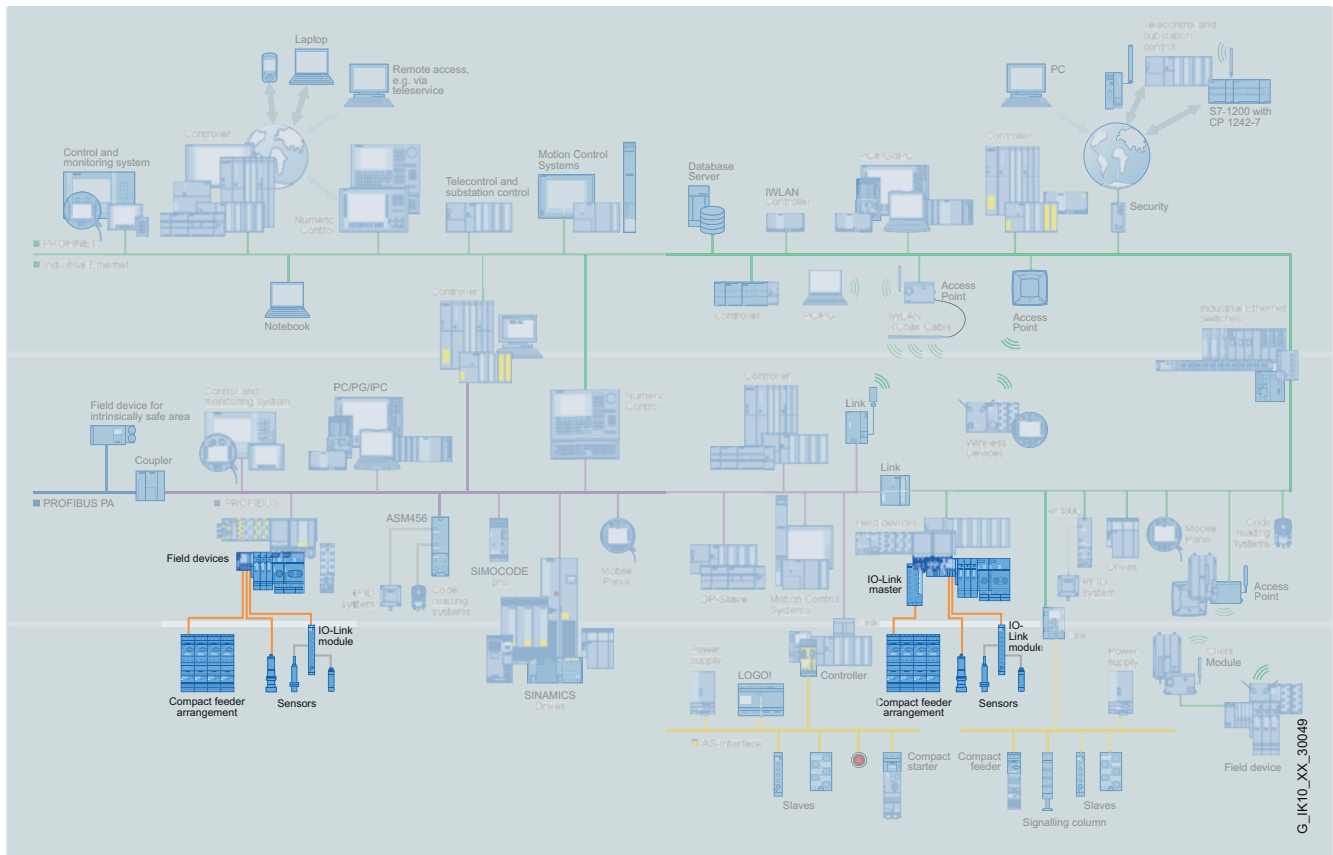 Laptop
Remote access,
e.g. via
teleservice
Telecontrol and
substation
control
PC
S7-1200 with
CP 1242-7
Controller
Control and
monitoring system
Numeric
Control
Telecontrol and
substation control
Motion Control
Systems
Database
Server
IWLAN
Controller
PC/PG/IPC
Controller
Security
PROFINET
Industrial Ethernet
Notebook
Controller
Controller
PC/PG
Access
Point
IWLAN
RCoax Cable
Access
Point
Industrial Ethernet
Switches
Field device for
intrinsically safe area
Coupler
Control and
monitoring system
PC/PG/IPC
Numeric
Control
Controller
Link
Wireless
Devices
Link
PROFIBUS PA
PROFIBUS
Field devices
RFID
system
ASM456
Code
reading
systems
SIMOCODE
pro
SINAMICS
Drives
Mobile
Panel
IO-Link
module
Compact feeder
arrangement
Sensors
DP-Slave
Motion Control
Systems
Field devices
IO-Link
master
RFID
system
Drives
Mobile
Panel
Code
reading
systems
Access
Point
IO-
Link
module
Link
Compact feeder
arrangement
Sensors
Power
supply
LOGO!
Controller
Power
supply
Client
Module
AS-Interface
Slaves
Compact
starter
Compact
feeder
Signalling column
Slaves
Field device
G_IK10_XX_30049